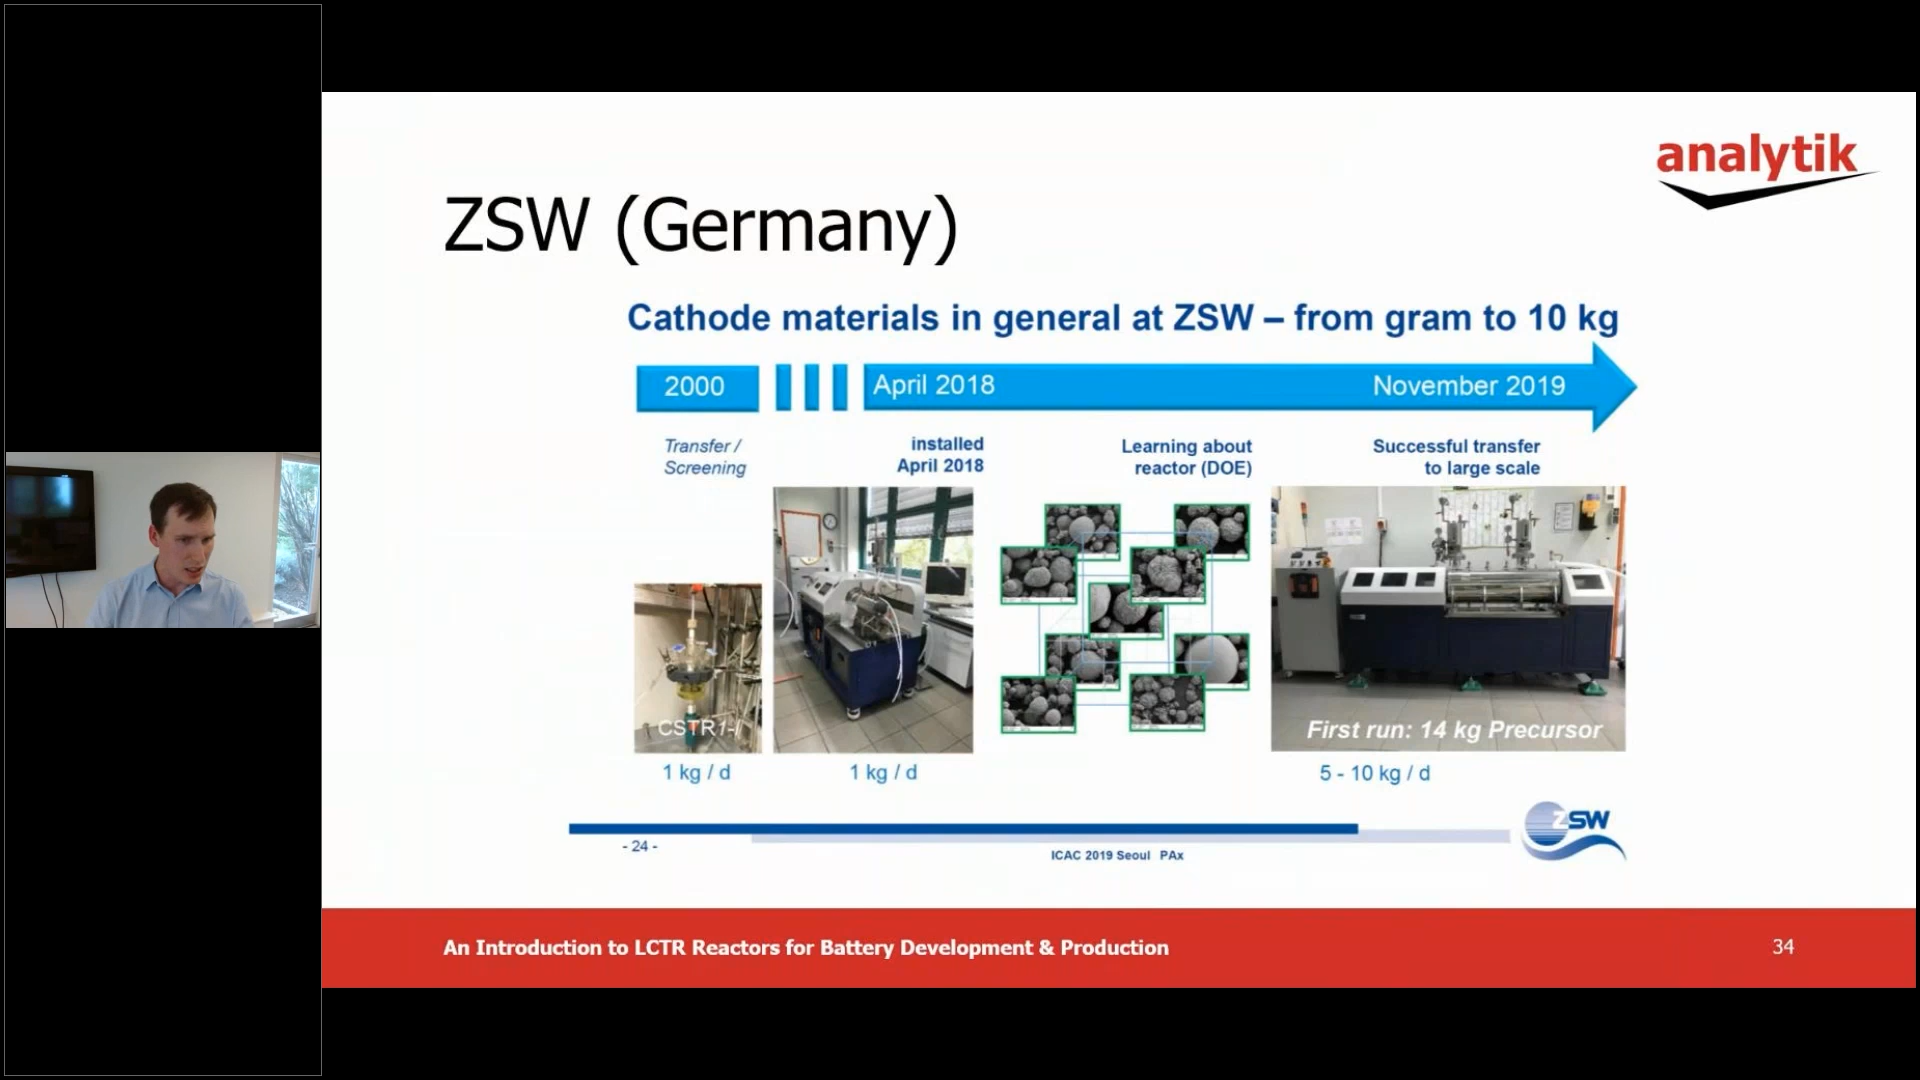 analytik
ZSW (Germany)
Cathode materials in general at ZSW – from gram to 10 kg
2000
April 2018
November 2019
Transfer /
Screening
installed
April 2018
Learning about
reactor (DOE)
Successful transfer
to large scale
CSTR1-l
First run: 14 kg Precursor
1 kg / d
1 kg / d
5 - 10 kg / d
- 24 -
ICAC 2019 Seoul PAx
ZSW
An Introduction to LCTR Reactors for Battery Development & Production
34